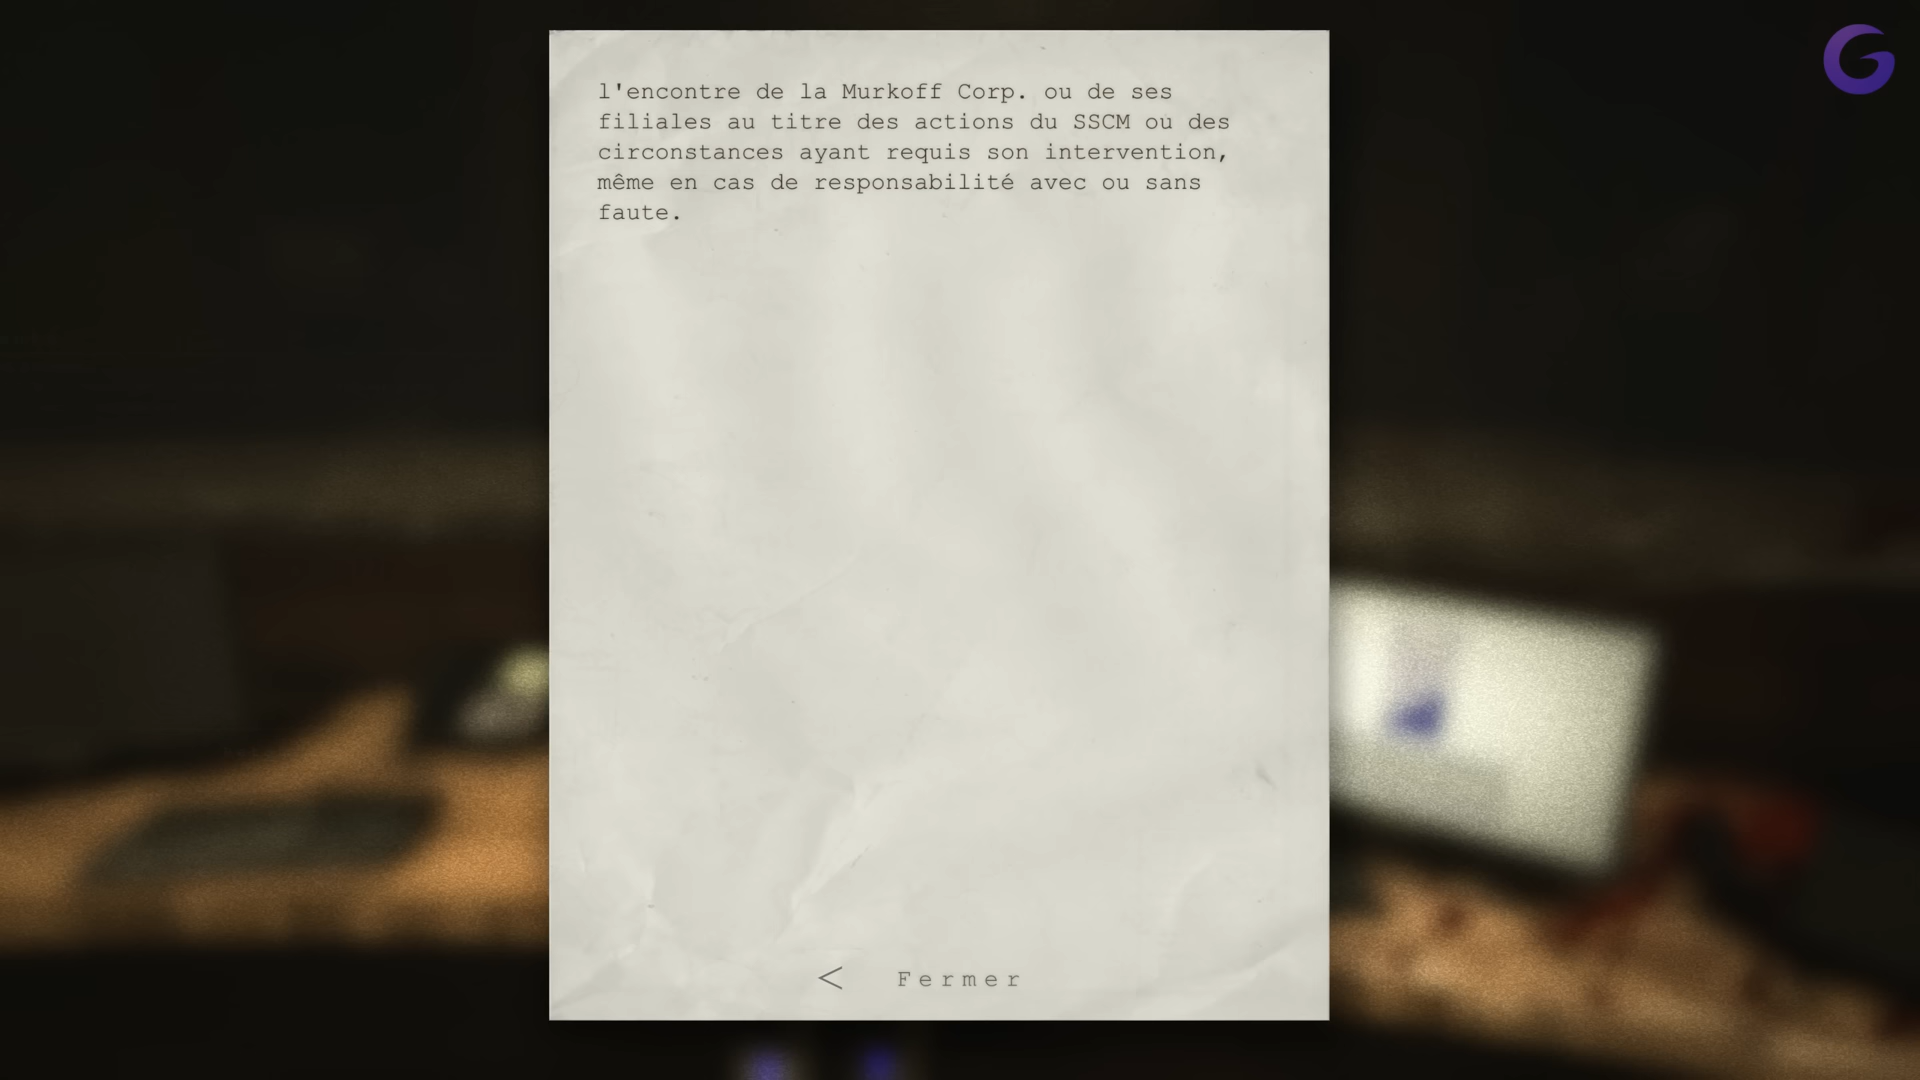 l'encontre de la Murkoff Corp. ou de ses
filiales au titre des actions du SSCM ou des
circonstances ayant requis son intervention,
même en cas de responsabilité avec ou sans
faute.
< Fermer